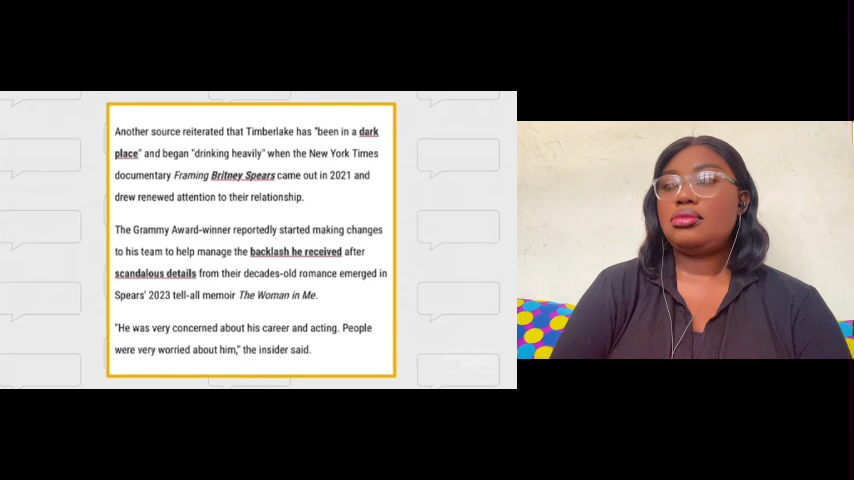 Another source reiterated that Timberlake has "been in a dark
place" and began "drinking heavily" when the New York Times
documentary Framing Britney Spears came out in 2021 and
drew renewed attention to their relationship.
The Grammy Award-winner reportedly started making changes
to his team to help manage the backlash he received after
scandalous details from their decades-old romance emerged in
Spears' 2023 tell-all memoir The Woman in Me.
"He was very concerned about his career and acting. People
were very worried about him," the insider said.